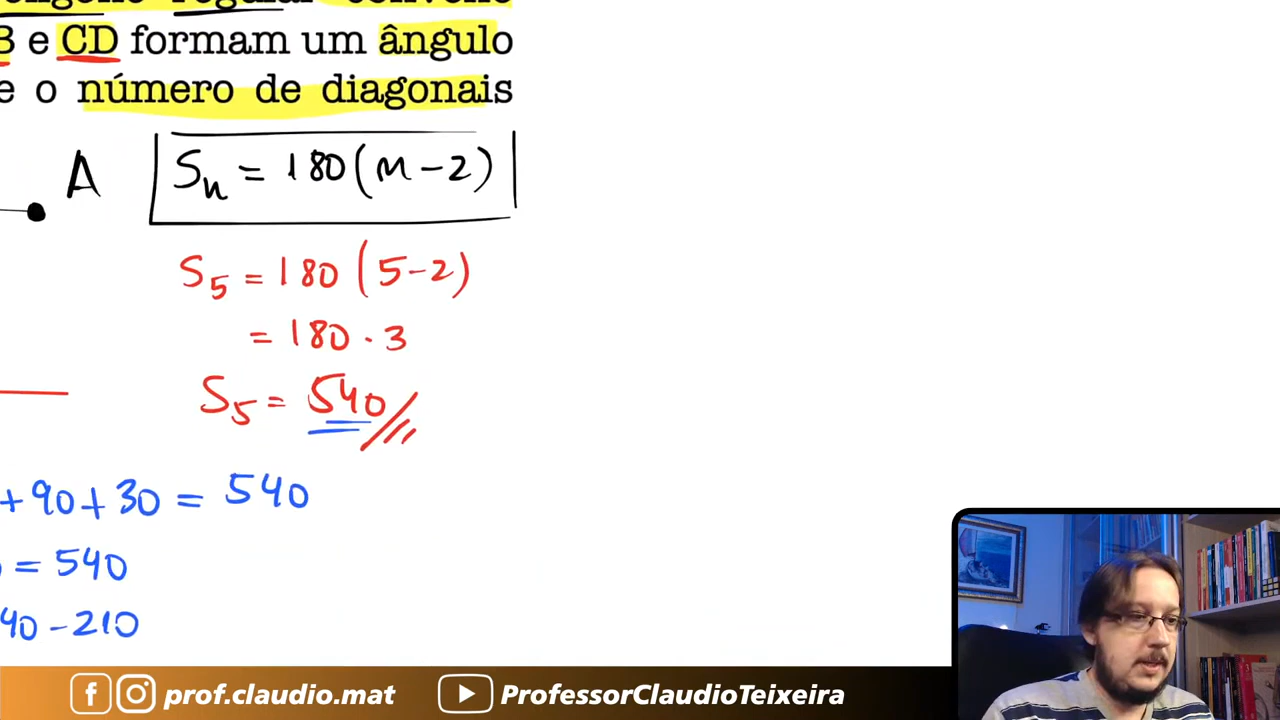 e CD formam um ângulo
e o número de diagonais
A
Sn = 180(n-2)
S5 = 180(5-2)
= 180 · 3
S5 = 540
+90+30 = 540
= 540
40-210
prof.claudio.mat
ProfessorClaudioTeixeira